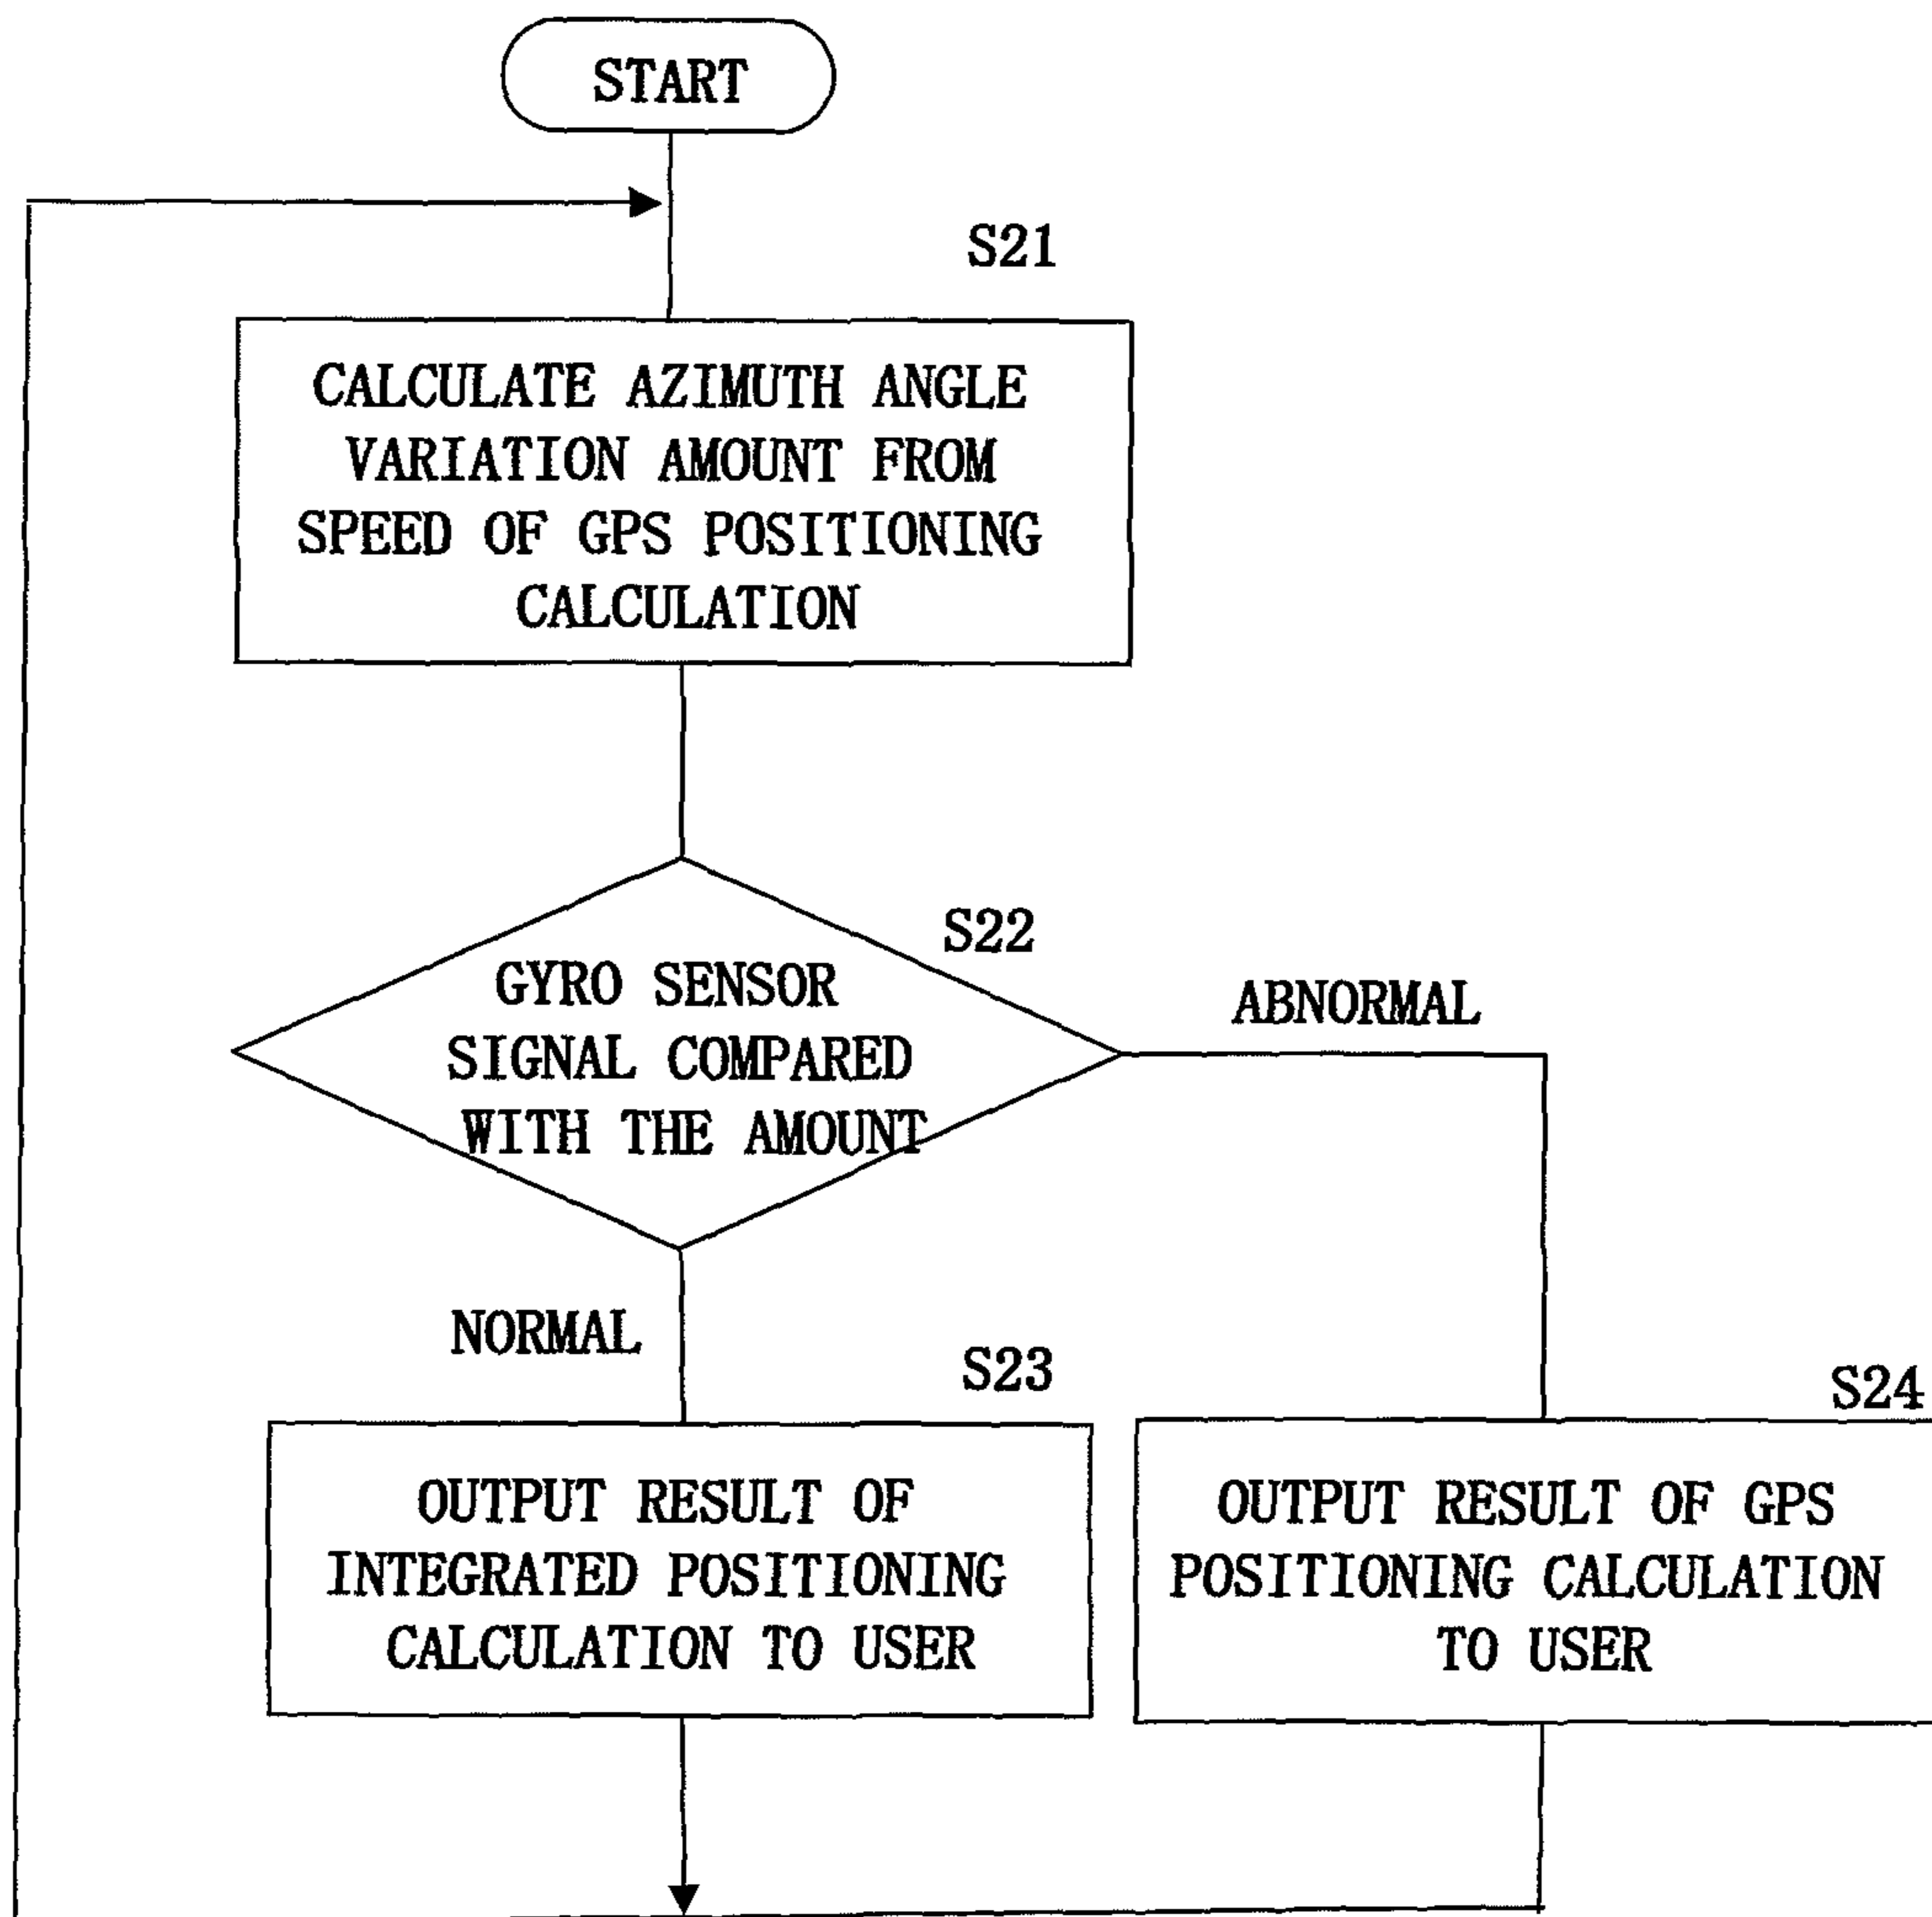 START
S21
CALCULATE AZIMUTH ANGLE
VARIATION AMOUNT FROM
SPEED OF GPS POSITIONING
CALCULATION
S22
GYRO SENSOR
SIGNAL COMPARED
WITH THE AMOUNT
ABNORMAL
NORMAL
S23
OUTPUT RESULT OF
INTEGRATED POSITIONING
CALCULATION TO USER
S24
OUTPUT RESULT OF GPS
POSITIONING CALCULATION
TO USER